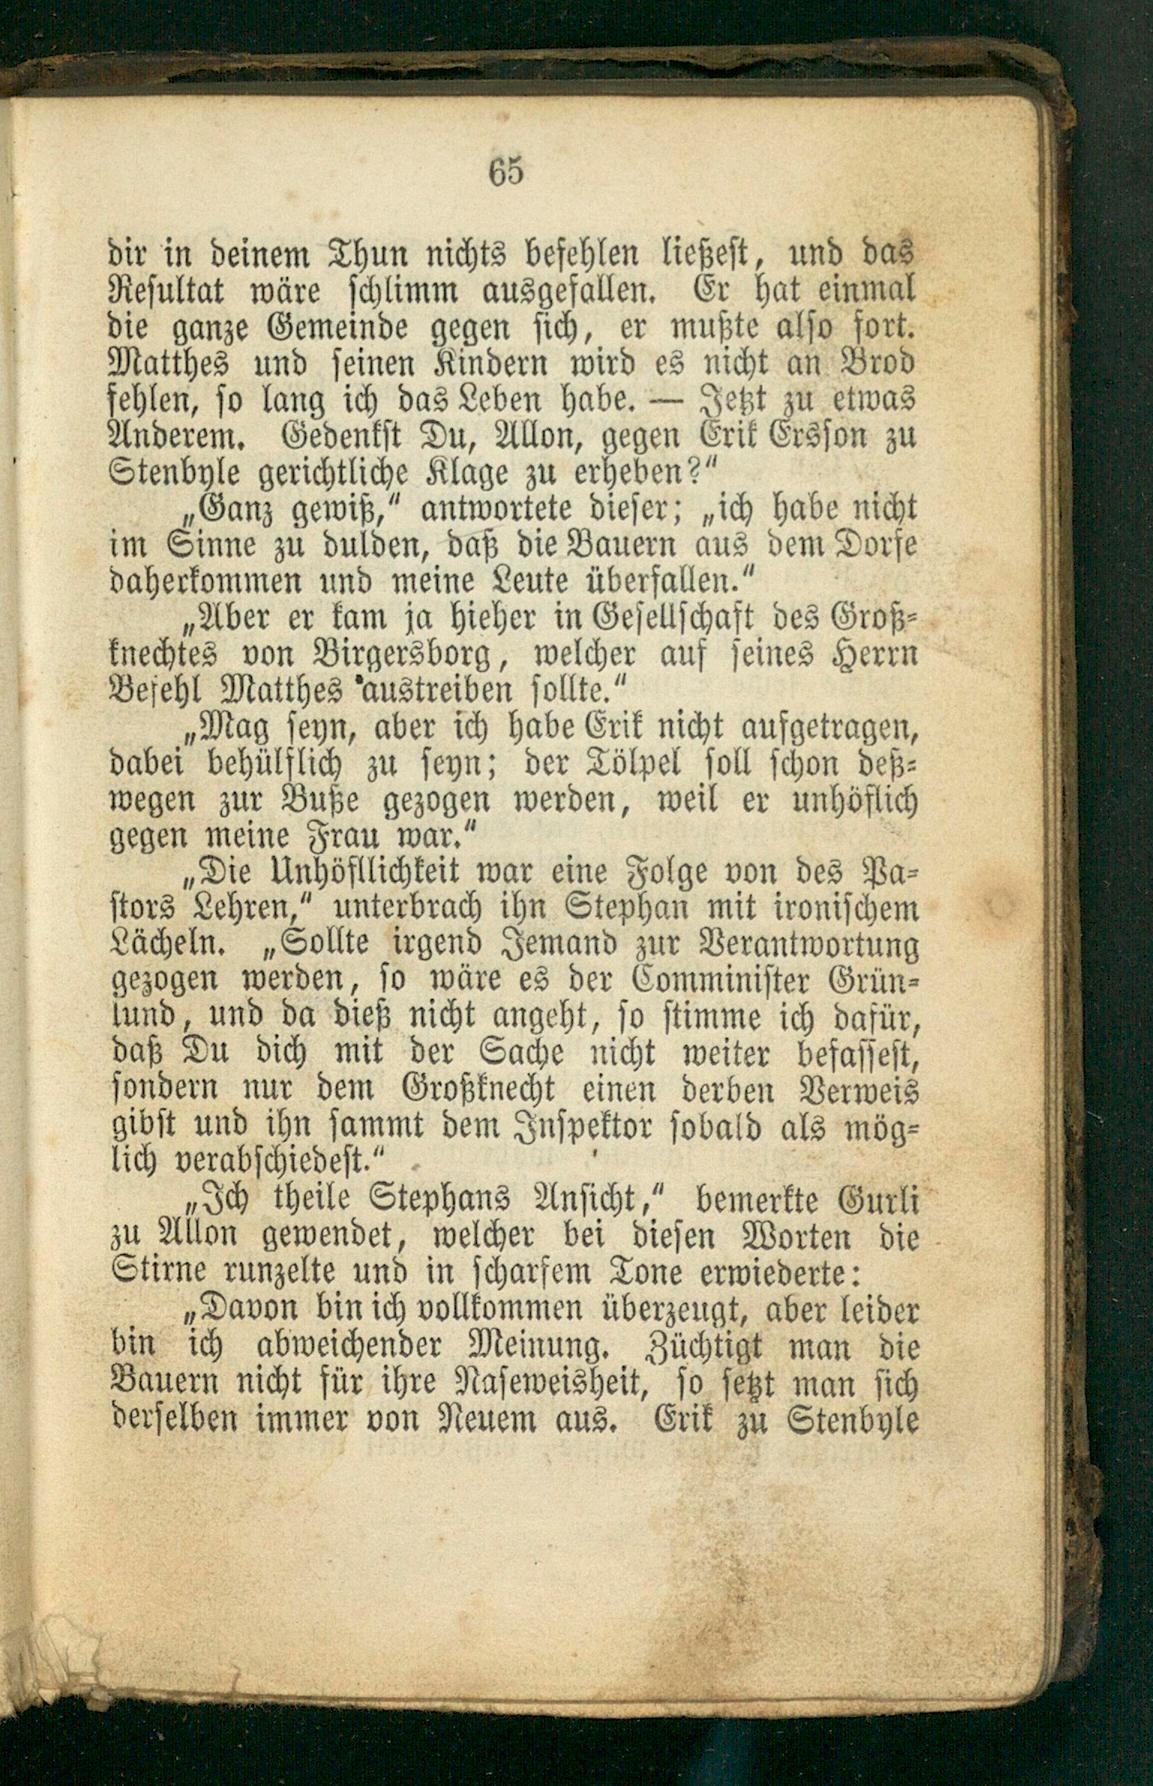 65
dir in deinem Thun nichts befehlen ließest, und das
Resultat wäre schlimm ausgefallen. Er hat einmal
die ganze Gemeinde gegen sich, er mußte also fort.
Matthes und seinen Kindern wird es nicht an Brod
fehlen, so lang ich das Leben habe. — Jetzt zu etwas
Anderem. Gedenkst Du, Allon, gegen Erik Ersson zu
Stenbyle gerichtliche Klage zu erheben?“
„Ganz gewiß,“ antwortete dieser; „ich habe nicht
im Sinne zu dulden, daß die Bauern aus dem Dorfe
daherkommen und meine Leute überfallen.“
„Aber er kam ja hieher in Gesellschaft des Groß-
knechtes von Birgersborg, welcher auf seines Herrn
Befehl Matthes austreiben sollte.“
„Mag seyn, aber ich habe Erik nicht aufgetragen,
dabei behülflich zu seyn; der Tölpel soll schon deß-
wegen zur Buße gezogen werden, weil er unhöflich
gegen meine Frau war.“
„Die Unhöfllichkeit war eine Folge von des Pa-
stors Lehren,“ unterbrach ihn Stephan mit ironischem
Lächeln. „Sollte irgend Jemand zur Verantwortung
gezogen werden, so wäre es der Comminister Grün-
lund, und da dieß nicht angeht, so stimme ich dafür,
daß Du dich mit der Sache nicht weiter befassest,
sondern nur dem Großknecht einen derben Verweis
gibst und ihn sammt dem Inspektor sobald als mög-
lich verabschiedest.“
„Ich theile Stephans Ansicht,“ bemerkte Gurli
zu Allon gewendet, welcher bei diesen Worten die
Stirne runzelte und in scharfem Tone erwiederte:
„Davon bin ich vollkommen überzeugt, aber leider
bin ich abweichender Meinung. Züchtigt man die
Bauern nicht für ihre Naseweisheit, so setzt man sich
derselben immer von Neuem aus. Erik zu Stenbyle